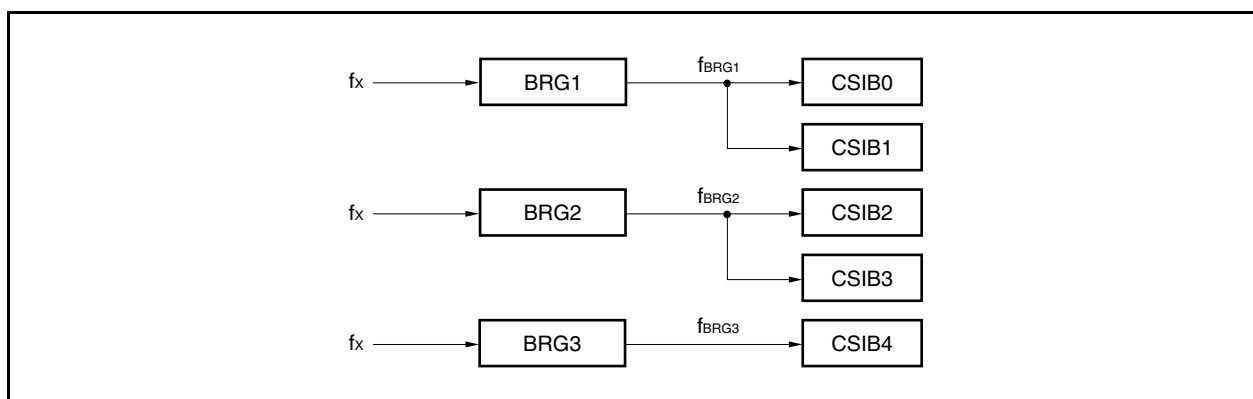 fX BRG1 fBRG1 CSIB0
CSIB1
fX BRG2 fBRG2 CSIB2
CSIB3
fX BRG3 fBRG3 CSIB4